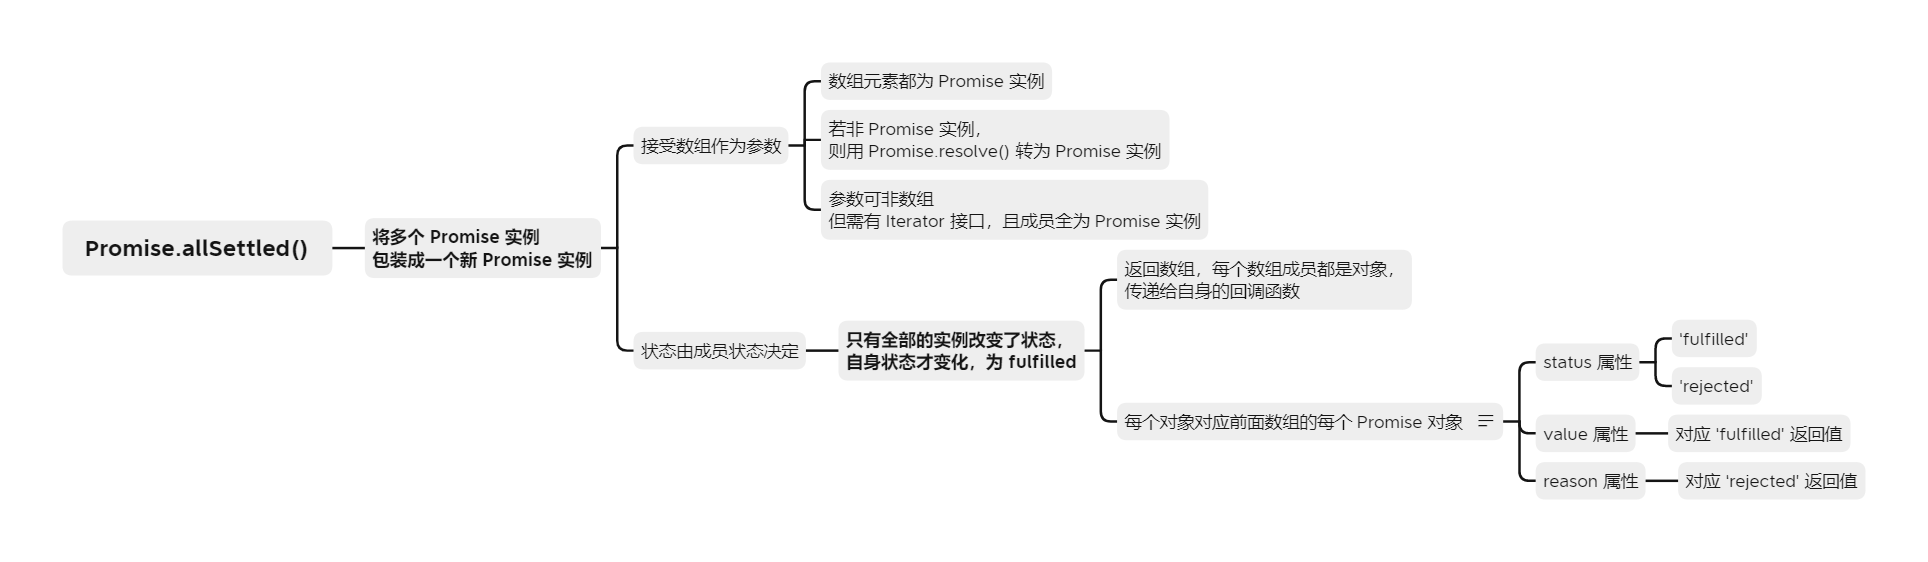 Promise.allSettled()
将多个 Promise 实例
包装成一个新 Promise 实例
接受数组作为参数
数组元素都为 Promise 实例
若非 Promise 实例，
则用 Promise.resolve() 转为 Promise 实例
参数可非数组
但需有 Iterator 接口，且成员全为 Promise 实例
状态由成员状态决定
只有全部的实例改变了状态，
自身状态才变化，为 fulfilled
返回数组，每个数组成员都是对象，
传递给自身的回调函数
每个对象对应前面数组的每个 Promise 对象
status 属性
'fulfilled'
'rejected'
value 属性
对应 'fulfilled' 返回值
reason 属性
对应 'rejected' 返回值